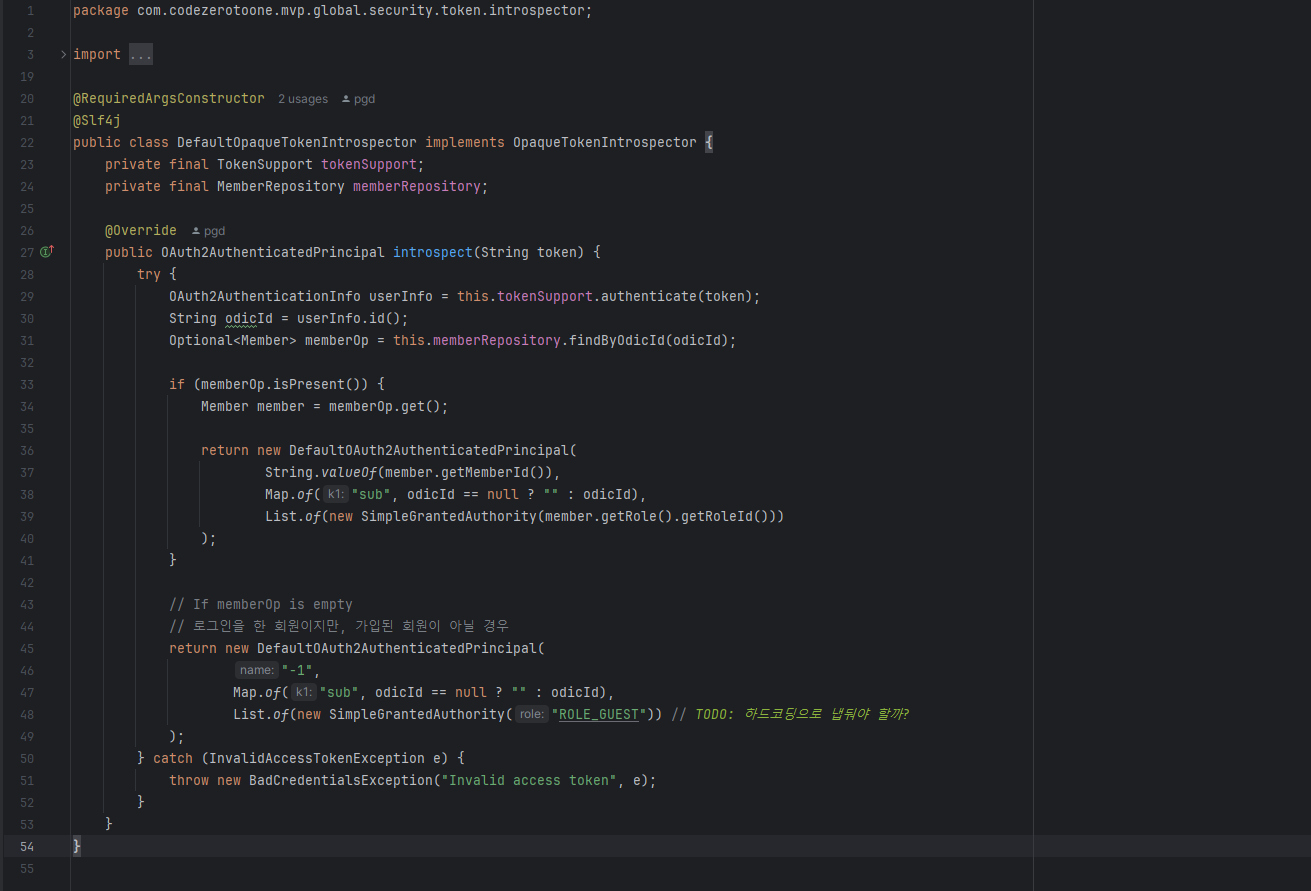 1 package com.codezerotoone.mvp.global.security.token.introspector;
2
3 import ...
19
20 @RequiredArgsConstructor 2 usages pgd
21 @Slf4j
22 public class DefaultOpaqueTokenIntrospector implements OpaqueTokenIntrospector {
23 private final TokenSupport tokenSupport;
24 private final MemberRepository memberRepository;
25
26 @Override pgd
27 public OAuth2AuthenticatedPrincipal introspect(String token) {
28 try {
29 OAuth2AuthenticationInfo userInfo = this.tokenSupport.authenticate(token);
30 String odicId = userInfo.id();
31 Optional<Member> memberOp = this.memberRepository.findByOdicId(odicId);
32
33 if (memberOp.isPresent()) {
34 Member member = memberOp.get();
35
36 return new DefaultOAuth2AuthenticatedPrincipal(
37 String.valueOf(member.getMemberId()),
38 Map.of( k1: "sub", odicId == null ? "" : odicId),
39 List.of(new SimpleGrantedAuthority(member.getRole().getRoleId()))
40 );
41 }
42
43 // If memberOp is empty
44 // 로그인을 한 회원이지만, 가입된 회원이 아닐 경우
45 return new DefaultOAuth2AuthenticatedPrincipal(
46 name: "-1",
47 Map.of( k1: "sub", odicId == null ? "" : odicId),
48 List.of(new SimpleGrantedAuthority( role: "ROLE_GUEST")) // TODO: 하드코딩으로 냅둬야 할까?
49 );
50 } catch (InvalidAccessTokenException e) {
51 throw new BadCredentialsException("Invalid access token", e);
52 }
53 }
54 }
55